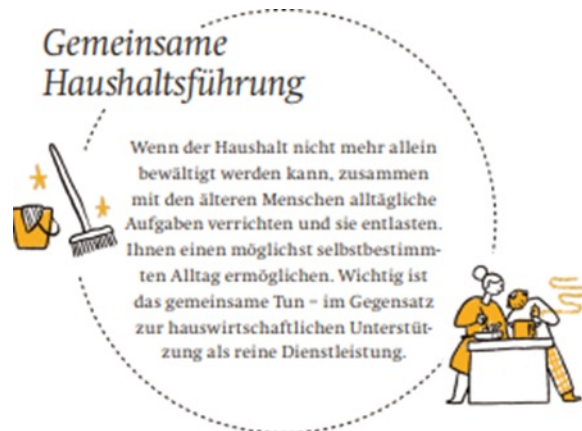 Gemeinsame
Haushaltsführung
Wenn der Haushalt nicht mehr allein
bewältigt werden kann, zusammen
mit den älteren Menschen alltägliche
Aufgaben verrichten und sie entlasten.
Ihnen einen möglichst selbstbestimm-
ten Alltag ermöglichen. Wichtig ist
das gemeinsame Tun – im Gegensatz
zur hauswirtschaftlichen Unterstüt-
zung als reine Dienstleistung.